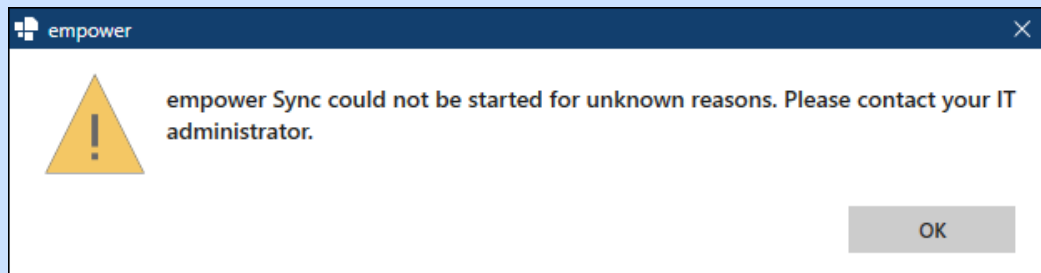 empower
empower Sync could not be started for unknown reasons. Please contact your IT
administrator.
OK